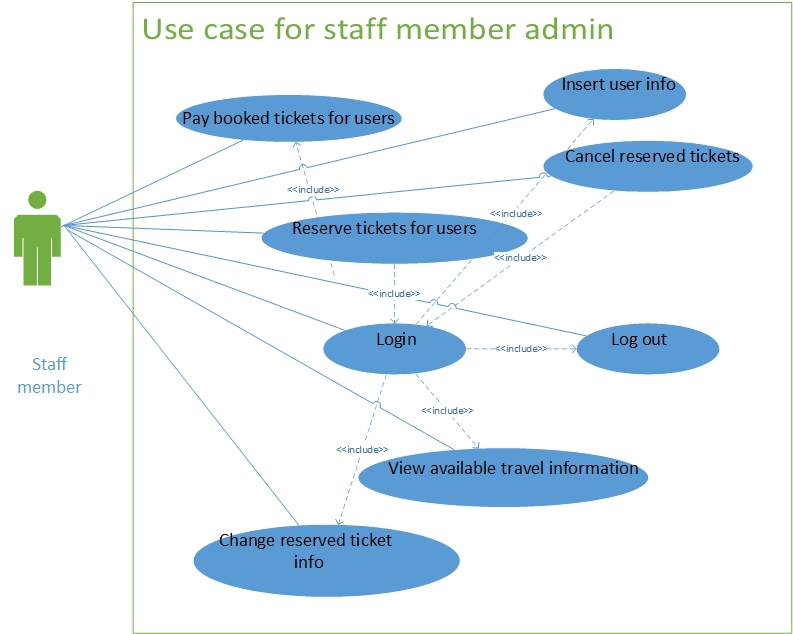 Use case for staff member admin
Insert user info
Pay booked tickets for users
Cancel reserved tickets
<<include>>
<<include>>
Reserve tickets for users
<<include>>
<<include>>
Login
Log out
<<include>>
Staff
member
<<include>>
<<include>>
View available travel information
Change reserved ticket
info